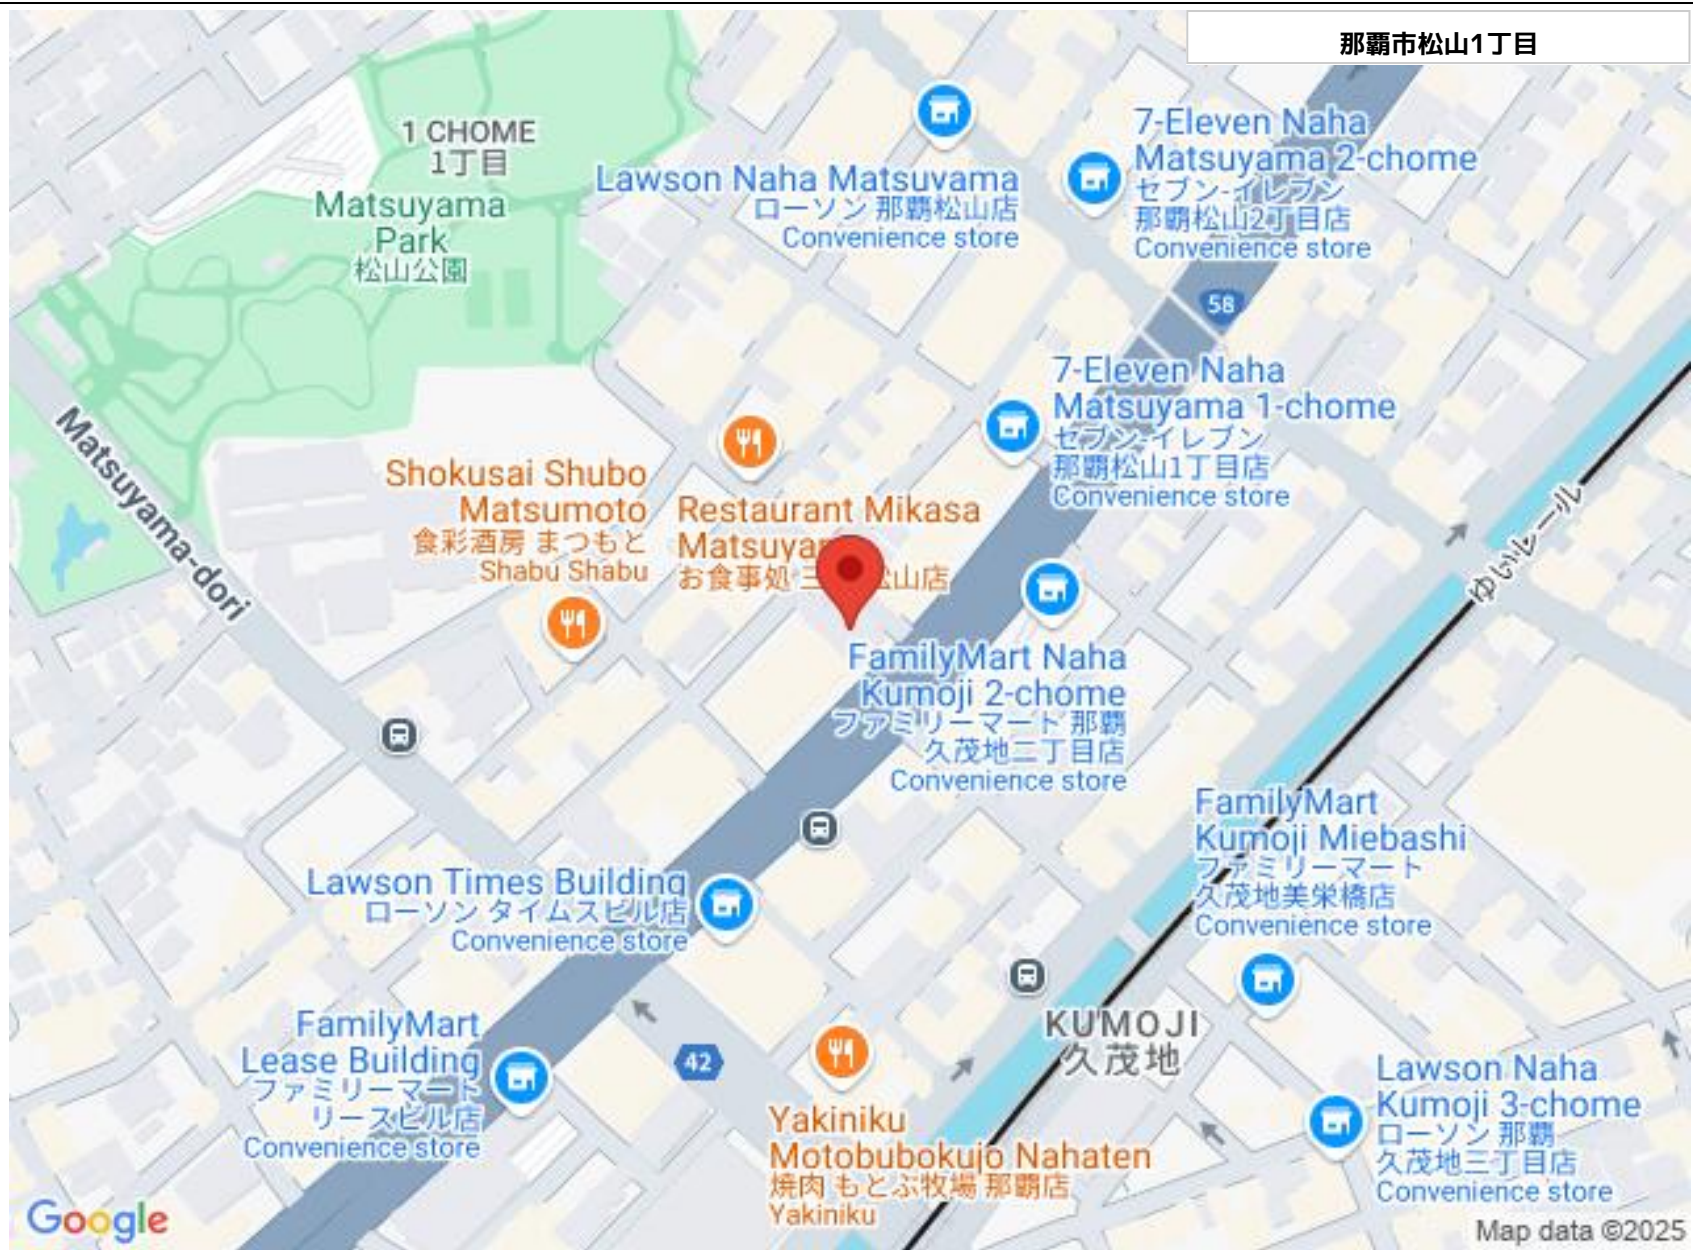 那覇市松山1丁目
1 CHOME
1丁目
Matsuyama
Park
松山公園
Lawson Naha Matsuyama
ローソン 那覇松山店
Convenience store
7-Eleven Naha
Matsuyama 2-chome
セブン-イレブン
那覇松山2丁目店
Convenience store
58
7-Eleven Naha
Matsuyama 1-chome
セブン-イレブン
那覇松山1丁目店
Convenience store
Matsuyama-dori
Shokusai Shubo
Matsumoto
食彩酒房 まつもと
Shabu Shabu
Restaurant Mikasa
お食事処
松山店
ゆいレール
FamilyMart Naha
Kumoji 2-chome
ファミリーマート 那覇
久茂地二丁目店
Convenience store
FamilyMart
Kumoji Miebashi
ファミリーマート
久茂地美栄橋店
Convenience store
Lawson Times Building
ローソン タイムスビル店
Convenience store
FamilyMart
Lease Building
ファミリーマート
リースビル店
Convenience store
42
KUMOJI
久茂地
Yakiniku
Motobubokujo Nahaten
焼肉 もとぶ牧場 那覇店
Yakiniku
Lawson Naha
Kumoji 3-chome
ローソン 那覇
久茂地三丁目店
Convenience store
Google
Map data ©2025